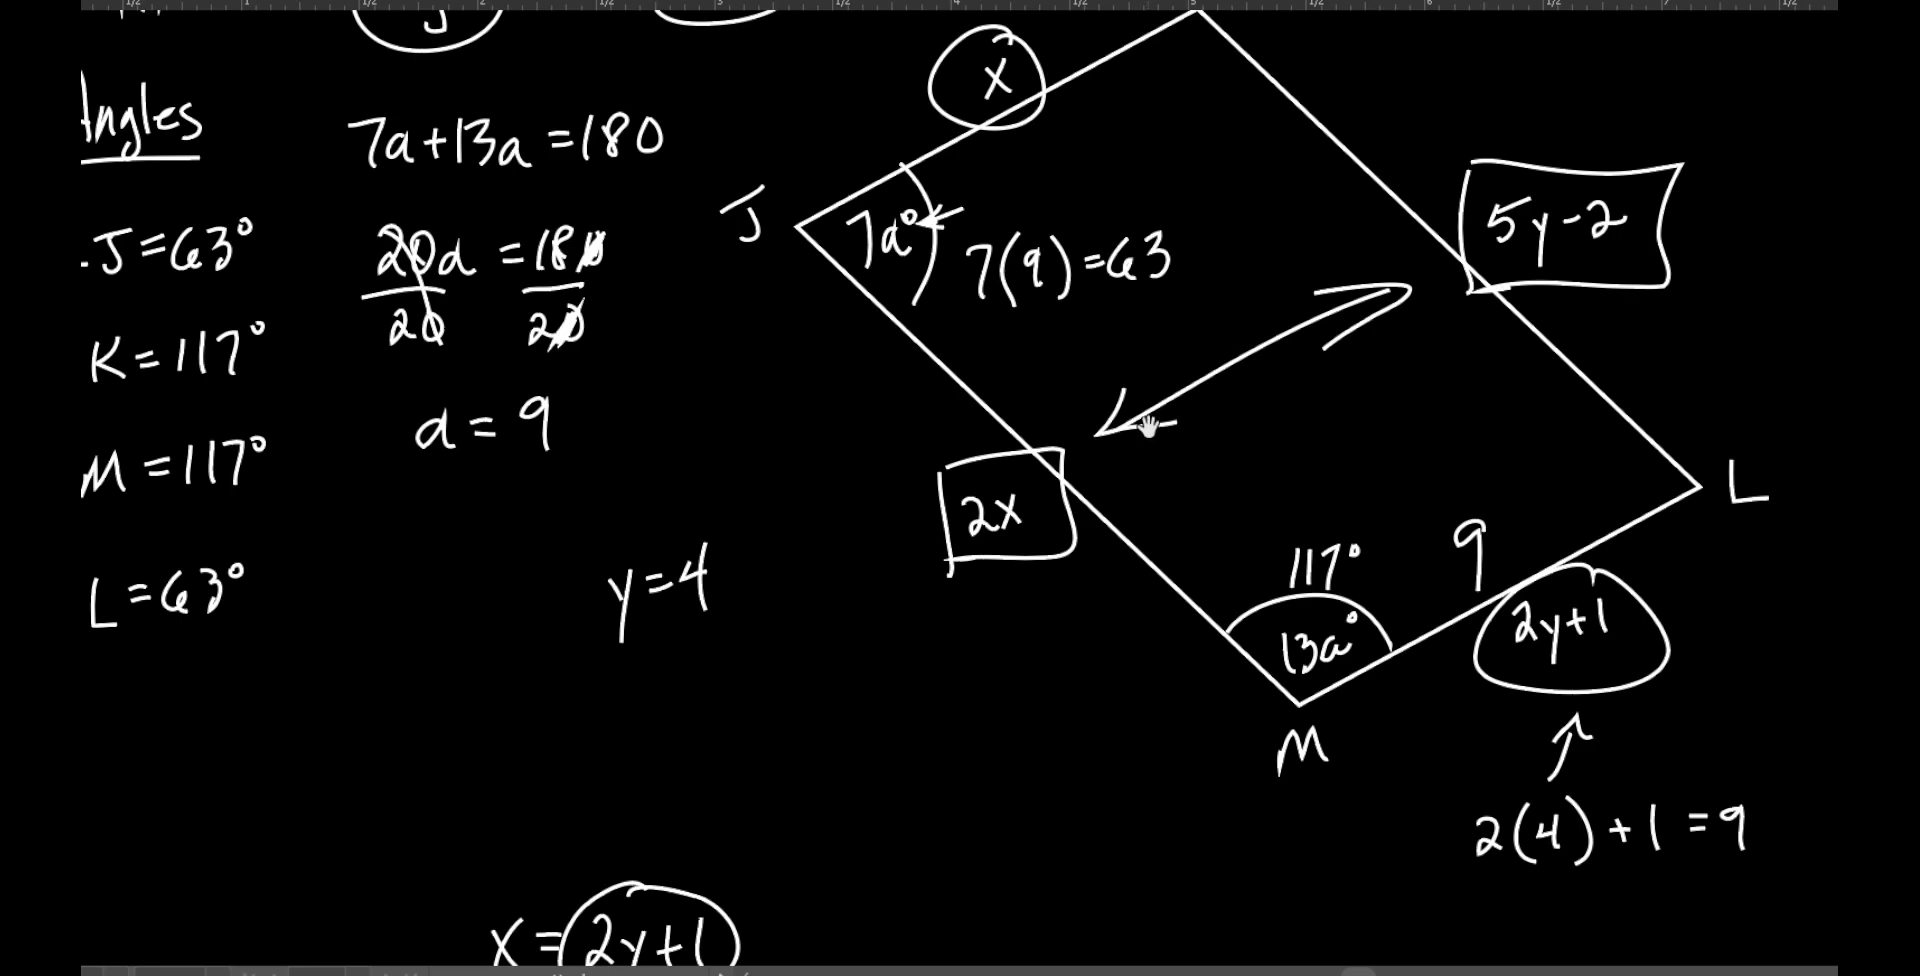 Angles
7a+13a=180
J=63°
20a=180
20 20
K=117°
M=117°
a=9
L=63°
y=4
x=2y+1
x
J
7a°
7(9)=63
5y-2
2x
L
117°
9
13a°
2y+1
M
2(4)+1=9